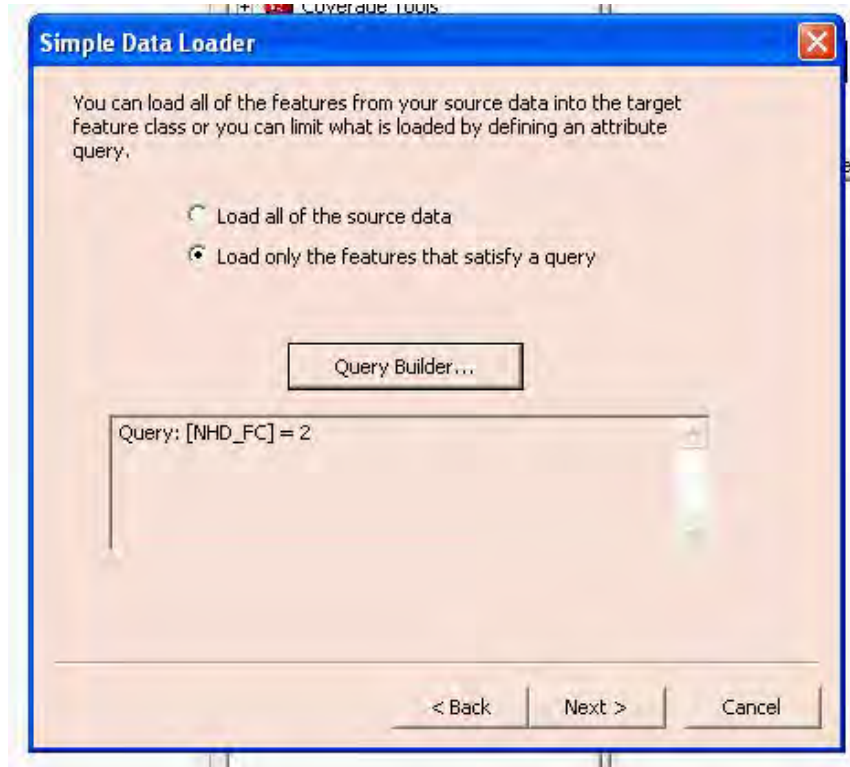 Coverage Tools
Simple Data Loader
You can load all of the features from your source data into the target
feature class or you can limit what is loaded by defining an attribute
query.
Load all of the source data
Load only the features that satisfy a query
Query Builder...
Query: [NHD_FC] = 2
< Back
Next >
Cancel